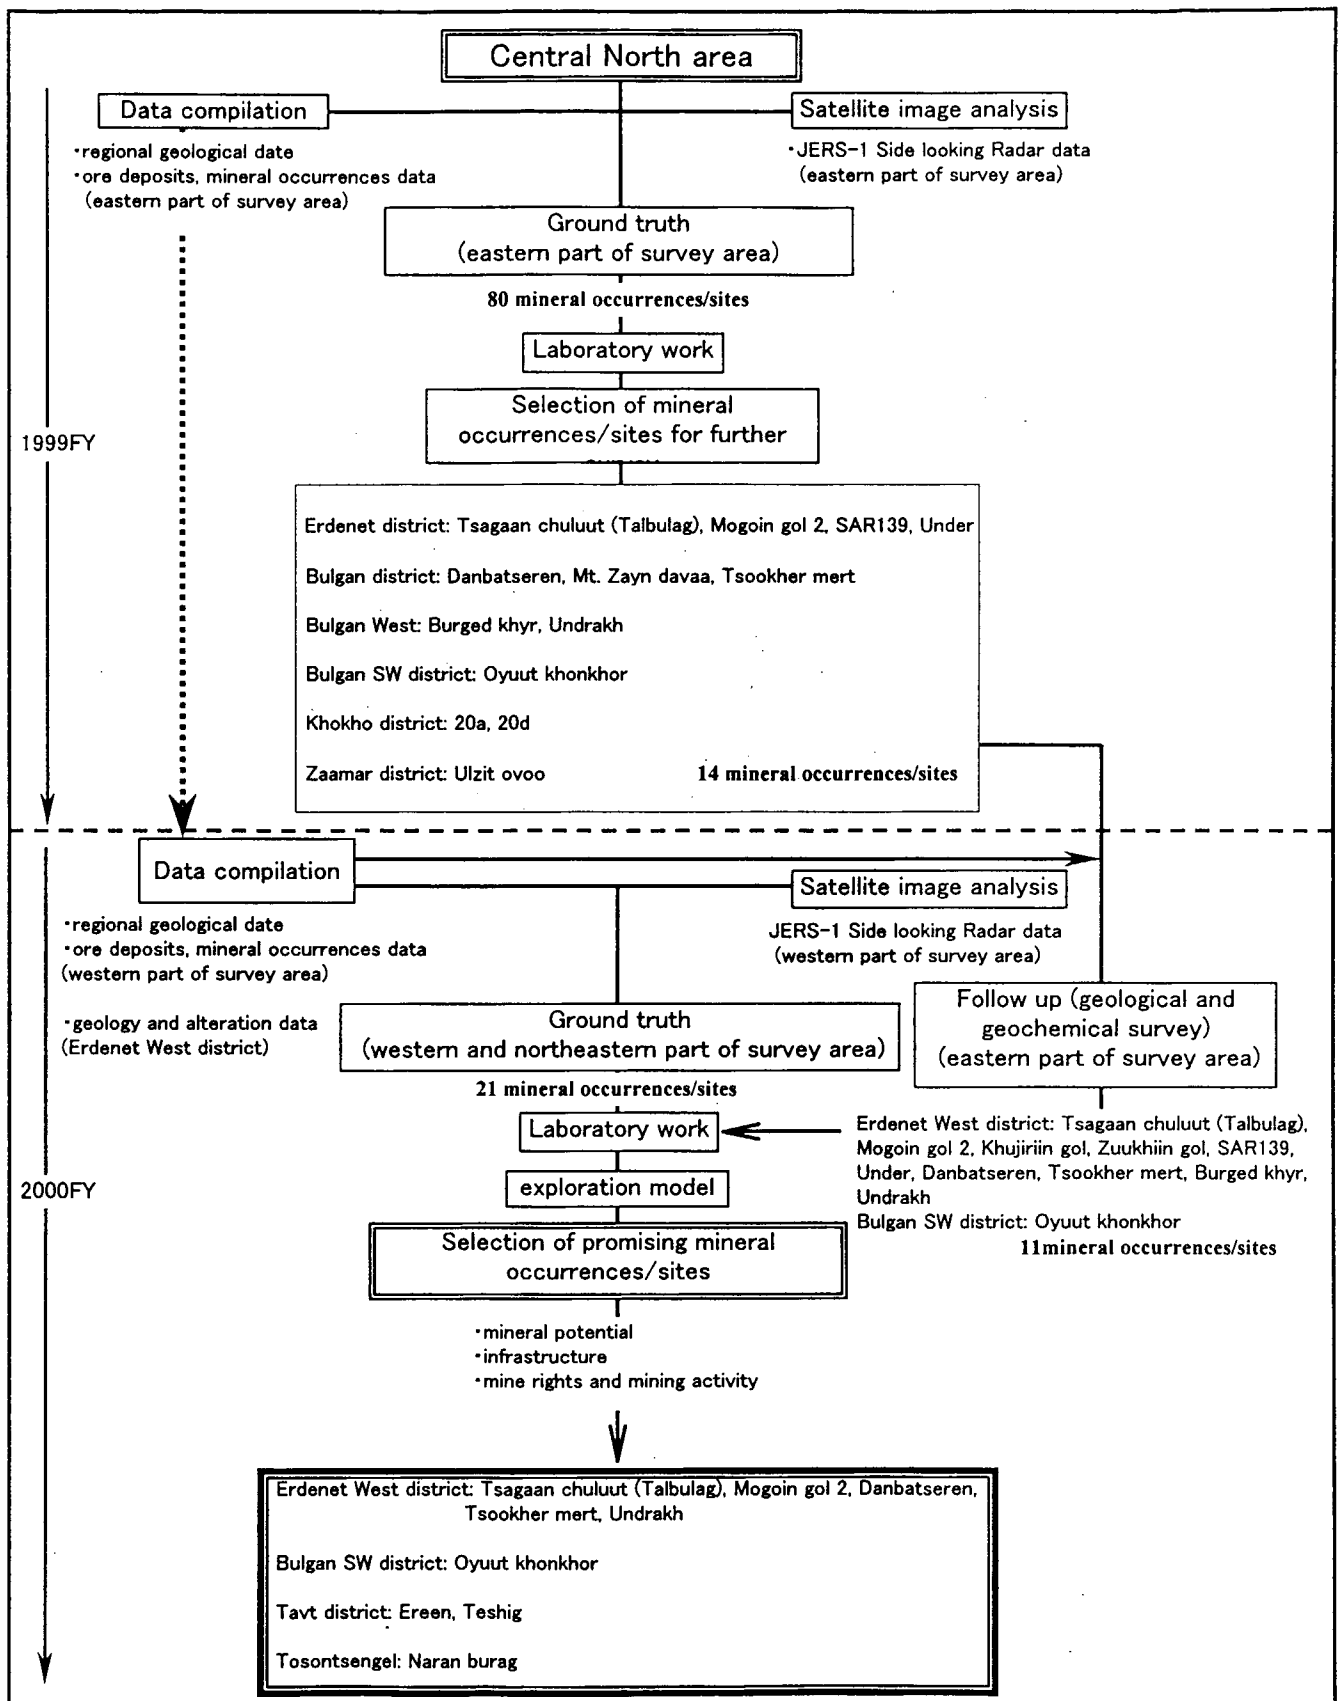 Central North area
Data compilation
Satellite image analysis
・regional geological date
・ore deposits, mineral occurrences data
(eastern part of survey area)
・JERS-1 Side looking Radar data
(eastern part of survey area)
Ground truth
(eastern part of survey area)
80 mineral occurrences/sites
Laboratory work
Selection of mineral
occurrences/sites for further
1999FY
Erdenet district: Tsagaan chuluut (Talbulag), Mogoin gol 2, SAR139, Under
Bulgan district: Danbatseren, Mt. Zayn davaa, Tsookher mert
Bulgan West: Burged khyr, Undrakh
Bulgan SW district: Oyuut khonkhor
Khokho district: 20a, 20d
Zaamar district: Ulzit ovoo
14 mineral occurrences/sites
Data compilation
Satellite image analysis
・regional geological date
・ore deposits, mineral occurrences data
(western part of survey area)
・geology and alteration data
(Erdenet West district)
JERS-1 Side looking Radar data
(western part of survey area)
Ground truth
(western and northeastern part of survey area)
21 mineral occurrences/sites
Follow up (geological and
geochemical survey)
(eastern part of survey area)
Laboratory work
Erdenet West district: Tsagaan chuluut (Talbulag),
Mogoin gol 2, Khujiriin gol, Zuukhiin gol, SAR139,
Under, Danbatseren, Tsookher mert, Burged khyr,
Undrakh
Bulgan SW district: Oyuut khonkhor
11mineral occurrences/sites
2000FY
exploration model
Selection of promising mineral
occurrences/sites
・mineral potential
・infrastructure
・mine rights and mining activity
Erdenet West district: Tsagaan chuluut (Talbulag), Mogoin gol 2, Danbatseren,
Tsookher mert, Undrakh
Bulgan SW district: Oyuut khonkhor
Tavt district: Ereen, Teshig
Tosontsengel: Naran burag